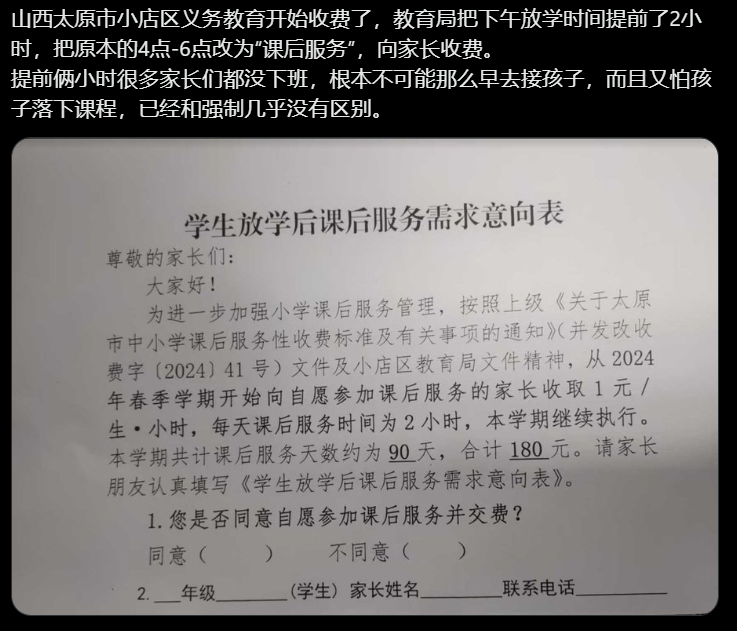 山西太原市小店区义务教育开始收费了，教育局把下午放学时间提前了2小
时，把原本的4点-6点改为“课后服务”，向家长收费。
提前俩小时很多家长们都没下班，根本不可能那么早去接孩子，而且又怕孩
子落下课程，已经和强制几乎没有区别。
学生放学后课后服务需求意向表
尊敬的家长们：
大家好！
为进一步加强小学课后服务管理，按照上级《关于太原
市中小学课后服务性收费标准及有关事项的通知》（并发改收
费字〔2024〕41 号）文件及小店区教育局文件精神，从 2024
年春季学期开始向自愿参加课后服务的家长收取 1 元 /
生·小时，每天课后服务时间为 2 小时，本学期继续执行。
本学期共计课后服务天数约为 90 天，合计 180 元。请家长
朋友认真填写《学生放学后课后服务需求意向表》。
1. 您是否同意自愿参加课后服务并交费？
同意（ ） 不同意（ ）
2. ___年级________(学生) 家长姓名_________联系电话__________